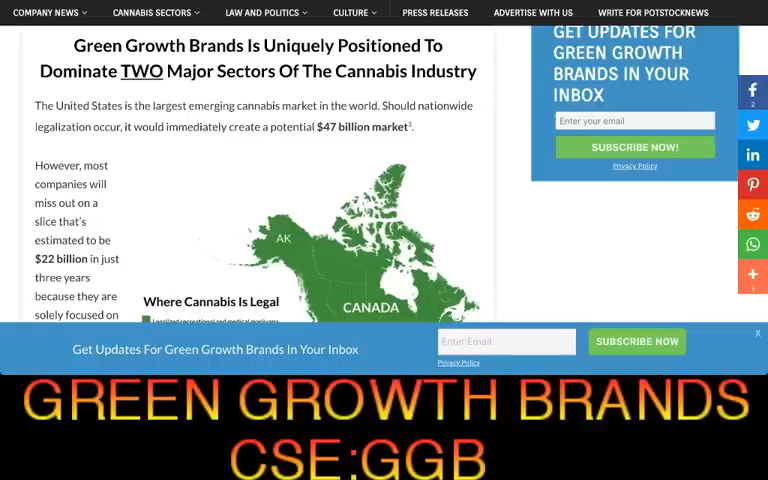 COMPANY NEWS
CANNABIS SECTORS
LAW AND POLITICS
CULTURE
PRESS RELEASES
ADVERTISE WITH US
WRITE FOR POTSTOCKNEWS
Green Growth Brands Is Uniquely Positioned To
Dominate TWO Major Sectors Of The Cannabis Industry
The United States is the largest emerging cannabis market in the world. Should nationwide
legalization occur, it would immediately create a potential $47 billion market³.
However, most
companies will
miss out on a
slice that's
estimated to be
$22 billion in just
three years
because they are
solely focused on
AK
CANADA
Where Cannabis Is Legal
Legalized recreational and medical marijuana
GET UPDATES FOR
GREEN GROWTH
BRANDS IN YOUR
INBOX
Enter your email
SUBSCRIBE NOW!
Privacy Policy
2
Get Updates For Green Growth Brands In Your Inbox
Enter Email
SUBSCRIBE NOW
Privacy Policy
X
GREEN GROWTH BRANDS
CSE:GGB